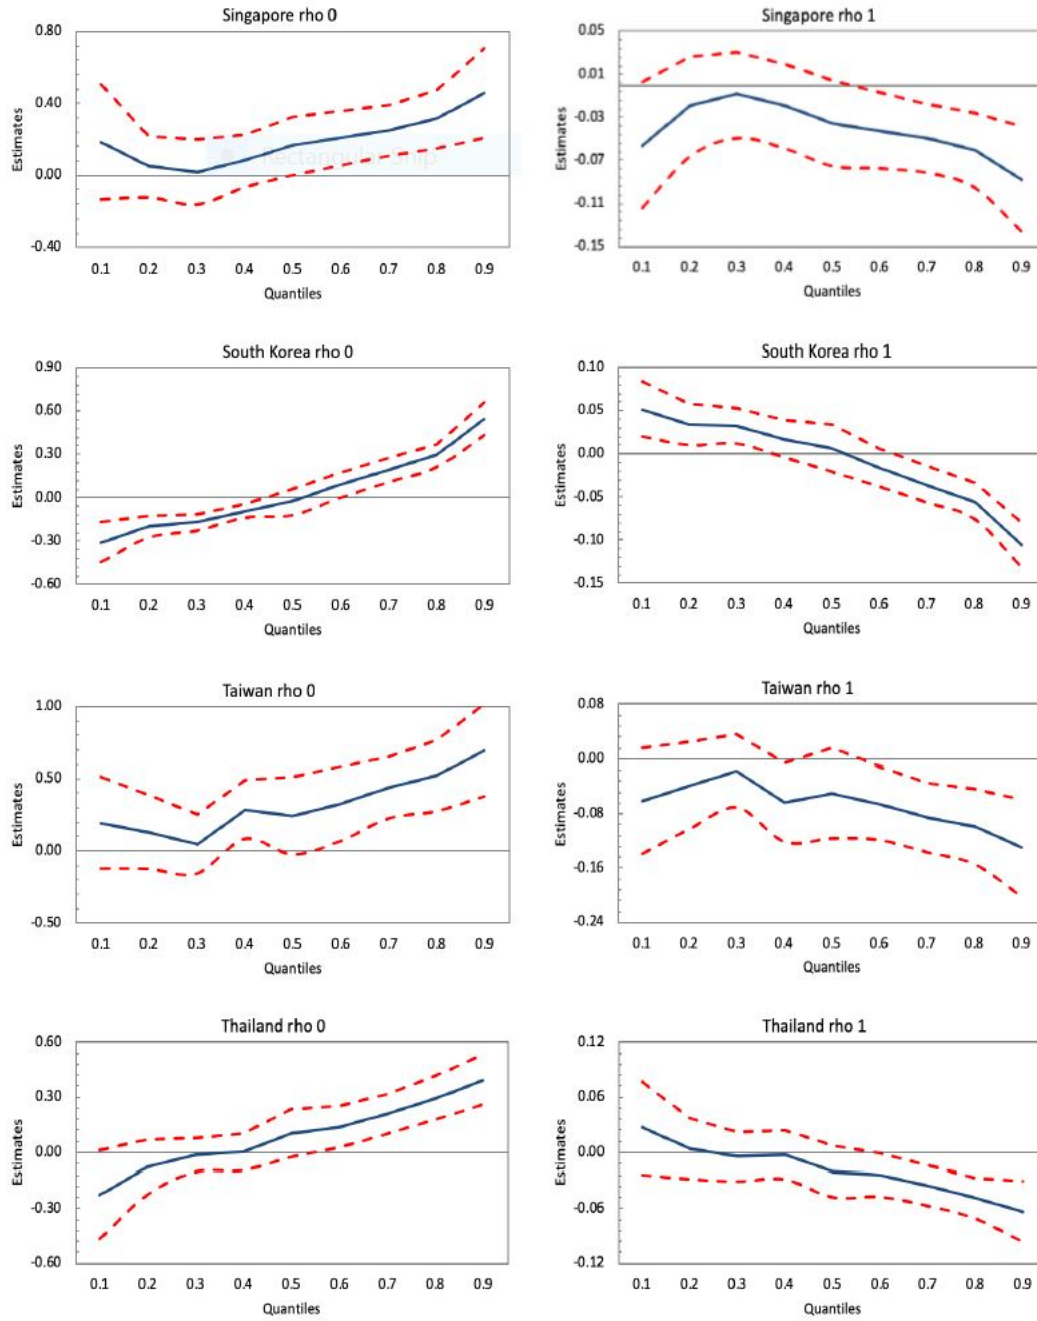 Singapore rho 0
0.80
0.40
0.00
-0.40
Estimates
Rectangular Snip
0.1 0.2 0.3 0.4 0.5 0.6 0.7 0.8 0.9
Quantiles
Singapore rho 1
0.05
0.01
-0.03
-0.07
-0.11
-0.15
Estimates
0.1 0.2 0.3 0.4 0.5 0.6 0.7 0.8 0.9
Quantiles
South Korea rho 0
0.90
0.60
0.30
0.00
-0.30
-0.60
Estimates
0.1 0.2 0.3 0.4 0.5 0.6 0.7 0.8 0.9
Quantiles
South Korea rho 1
0.10
0.05
0.00
-0.05
-0.10
-0.15
Estimates
0.1 0.2 0.3 0.4 0.5 0.6 0.7 0.8 0.9
Quantiles
Taiwan rho 0
1.00
0.50
0.00
-0.50
Estimates
0.1 0.2 0.3 0.4 0.5 0.6 0.7 0.8 0.9
Quantiles
Taiwan rho 1
0.08
0.00
-0.08
-0.16
-0.24
Estimates
0.1 0.2 0.3 0.4 0.5 0.6 0.7 0.8 0.9
Quantiles
Thailand rho 0
0.60
0.30
0.00
-0.30
-0.60
Estimates
0.1 0.2 0.3 0.4 0.5 0.6 0.7 0.8 0.9
Quantiles
Thailand rho 1
0.12
0.06
0.00
-0.06
-0.12
Estimates
0.1 0.2 0.3 0.4 0.5 0.6 0.7 0.8 0.9
Quantiles